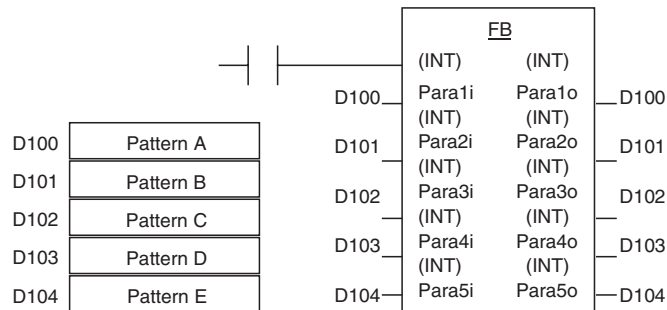 FB
(INT) (INT)
D100 Para1i Para1o D100
(INT) (INT)
D101 Para2i Para2o D101
(INT) (INT)
D102 Para3i Para3o D102
(INT) (INT)
D103 Para4i Para4o D103
(INT) (INT)
D104 Para5i Para5o D104
D100 Pattern A
D101 Pattern B
D102 Pattern C
D103 Pattern D
D104 Pattern E